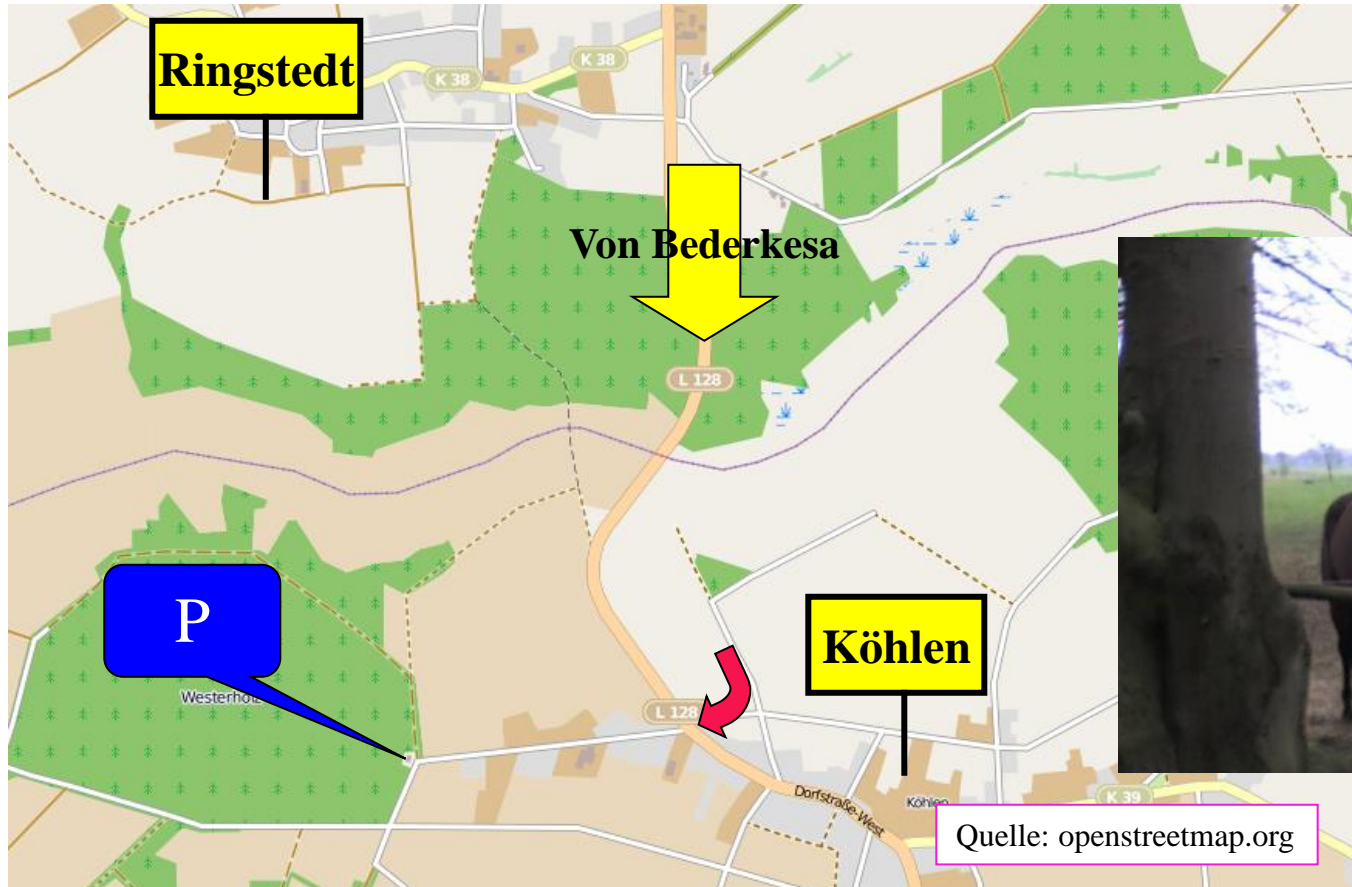 Ringstedt
K 38
K 38
Von Bederkesa
L 128
P
Westerholz
Köhlen
L 128
Dorfstraße-West
Köhlen
K 39
Quelle: openstreetmap.org